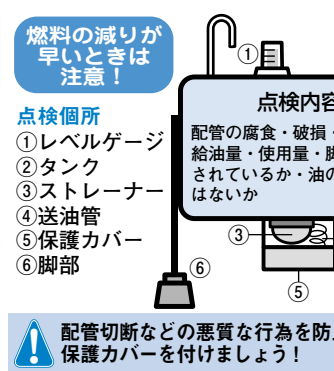 燃料の減りが
早いときは
注意！
点検個所
①レベルゲージ
②タンク
③ストレーナー
④送油管
⑤保護カバー
⑥脚部
①
点検内容
配管の腐食・破損・
給油量・使用量・脚
されているか・油の
はないか
③
⑥
⑤
配管切断などの悪質な行為を防
保護カバーを付けましょう！